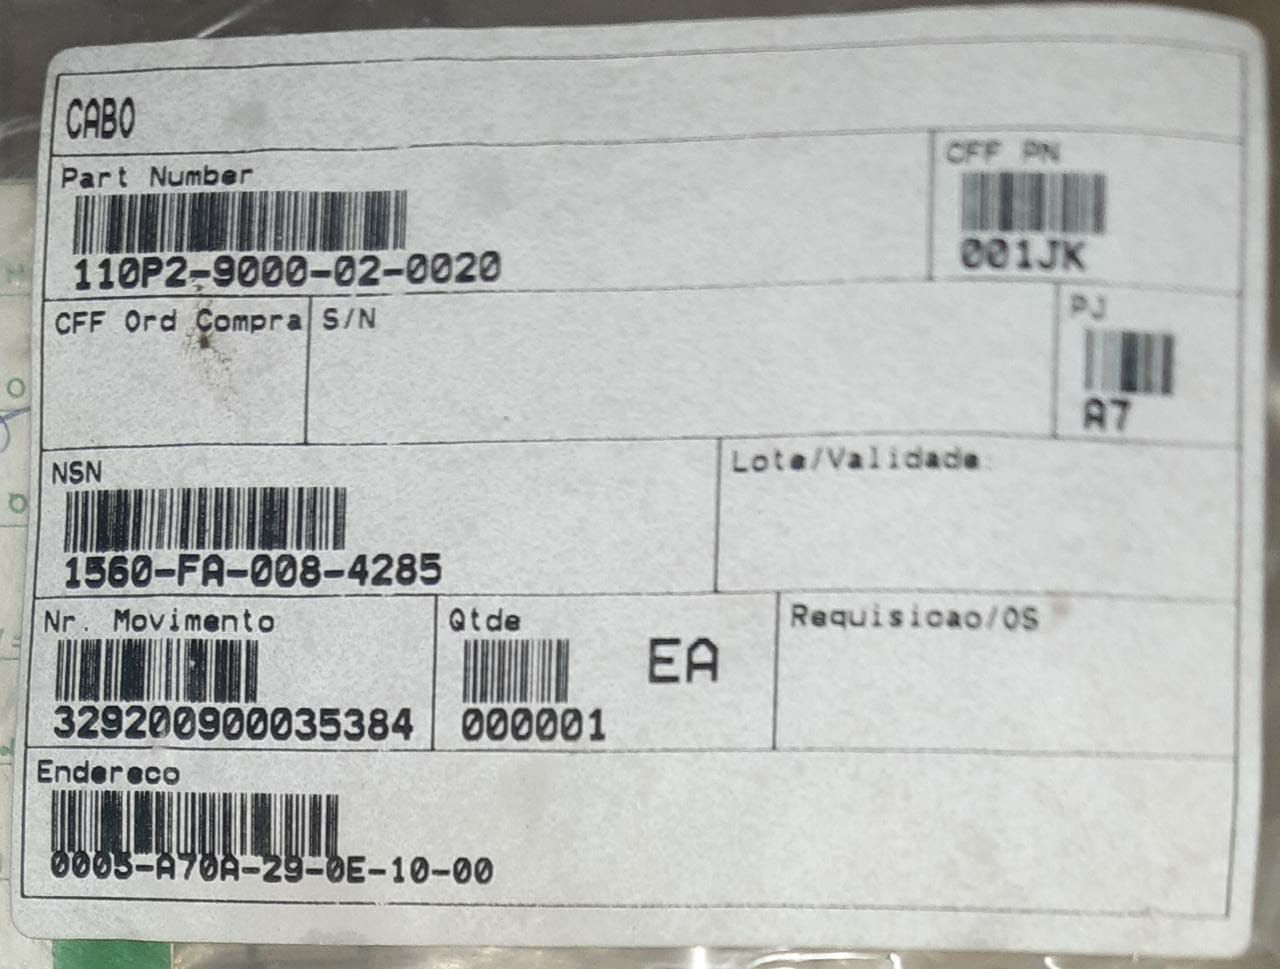 CABO
Part Number
110P2-9000-02-0020
CFF PN
001JK
CFF Ord Compra
S/N
PJ
A7
NSN
1560-FA-008-4285
Lote/Validade:
Nr. Movimento
329200900035384
Qtde
000001
EA
Requisicao/OS
Endereco
0005-A70A-29-0E-10-00